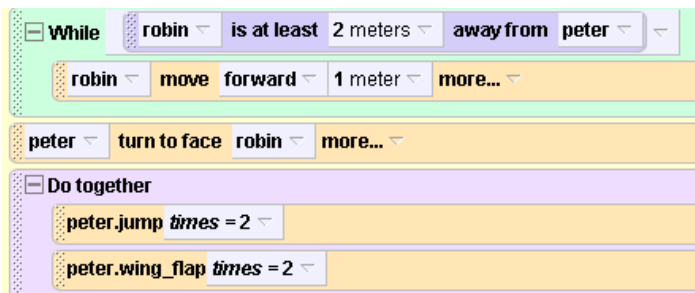 While robin is at least 2 meters away from peter
robin move forward 1 meter more...
peter turn to face robin more...
Do together
peter.jump times = 2
peter.wing_flap times = 2